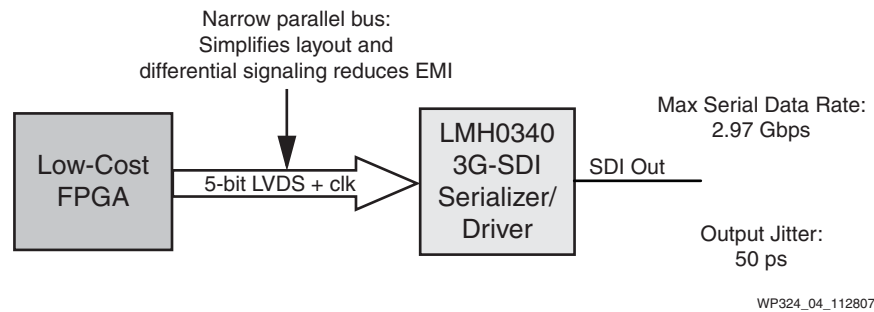 Narrow parallel bus:
Simplifies layout and
differential signaling reduces EMI
Low-Cost
FPGA
5-bit LVDS + clk
LMH0340
3G-SDI
Serializer/
Driver
SDI Out
Max Serial Data Rate:
2.97 Gbps
Output Jitter:
50 ps
WP324_04_112807